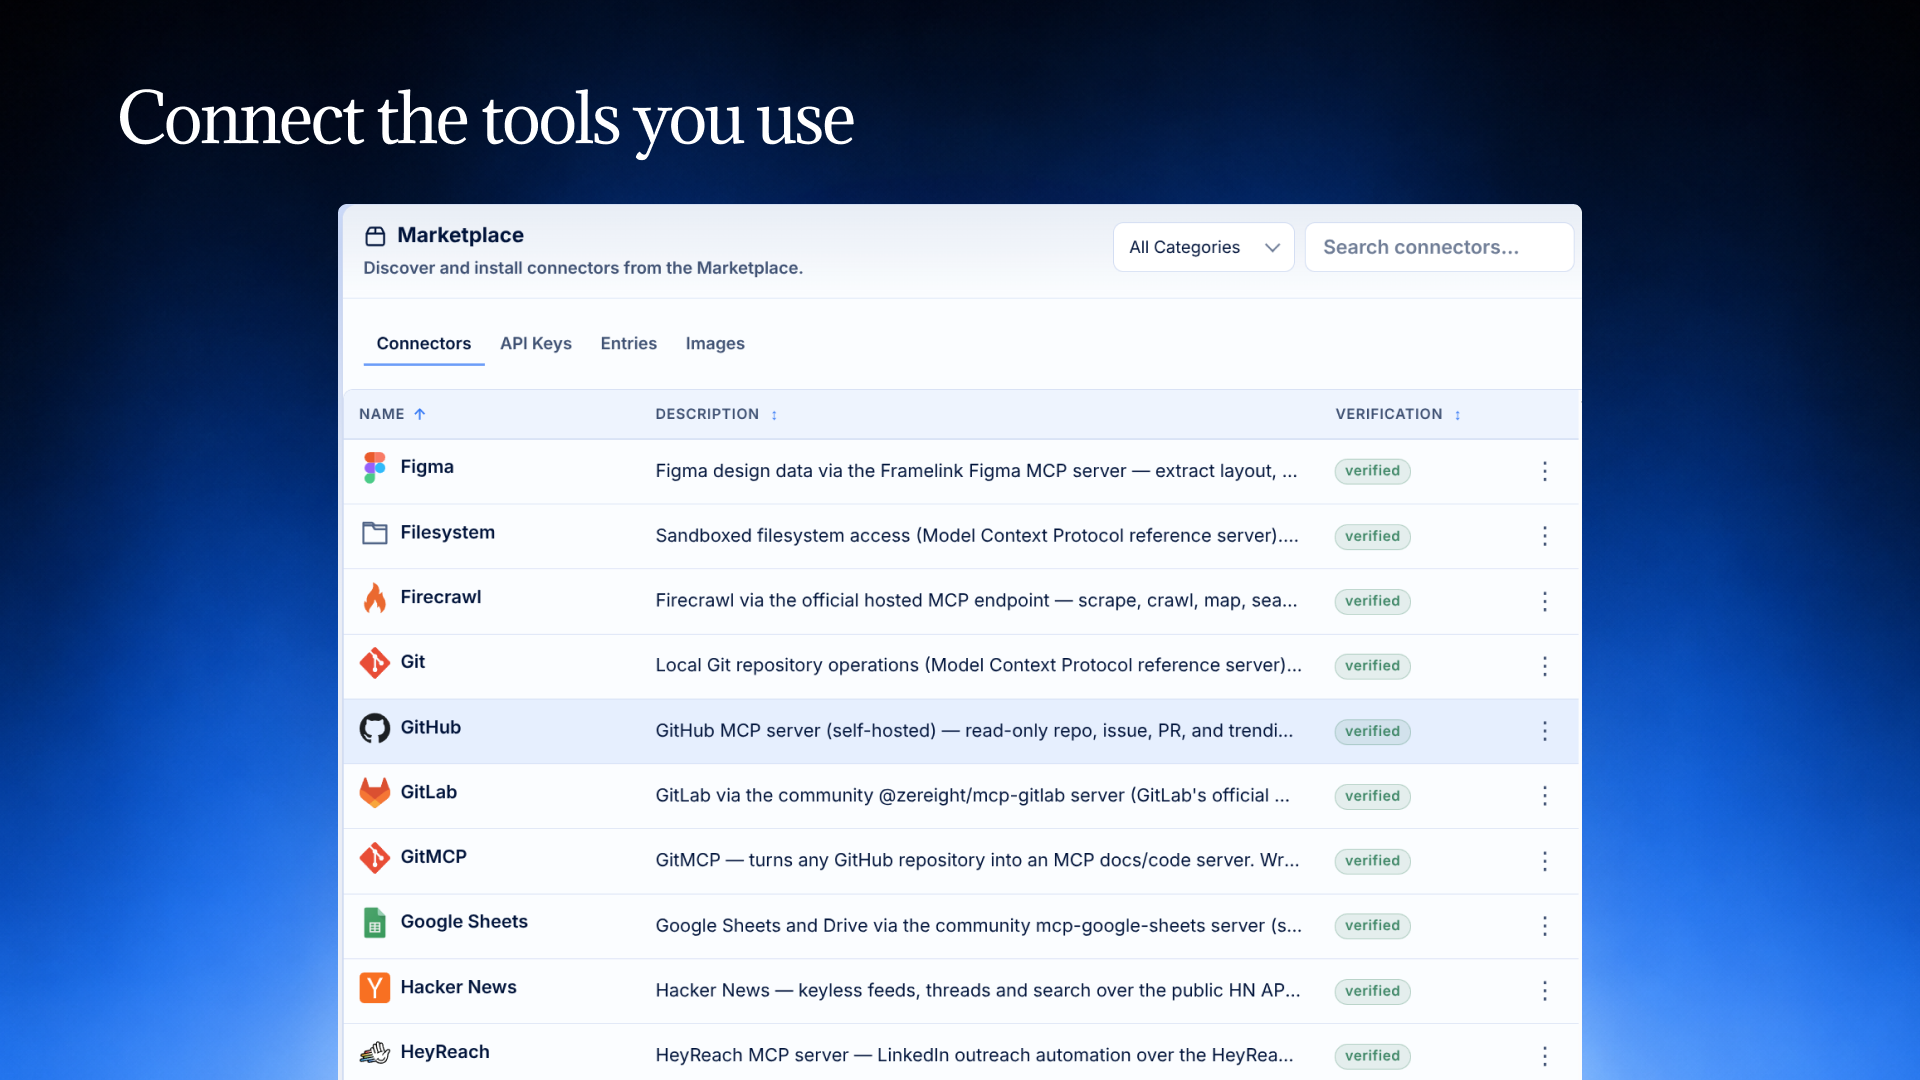 Connect the tools you use
Marketplace
Discover and install connectors from the Marketplace.
All Categories
Search connectors...
Connectors API Keys Entries Images
NAME ↑ DESCRIPTION ↕ VERIFICATION ↕
Figma Figma design data via the Framelink Figma MCP server — extract layout, ... verified
Filesystem Sandboxed filesystem access (Model Context Protocol reference server).... verified
Firecrawl Firecrawl via the official hosted MCP endpoint — scrape, crawl, map, sea... verified
Git Local Git repository operations (Model Context Protocol reference server)... verified
GitHub GitHub MCP server (self-hosted) — read-only repo, issue, PR, and trendi... verified
GitLab GitLab via the community @zereight/mcp-gitlab server (GitLab's official ... verified
GitMCP GitMCP — turns any GitHub repository into an MCP docs/code server. Wr... verified
Google Sheets Google Sheets and Drive via the community mcp-google-sheets server (s... verified
Hacker News Hacker News — keyless feeds, threads and search over the public HN AP... verified
HeyReach HeyReach MCP server — LinkedIn outreach automation over the HeyRea... verified